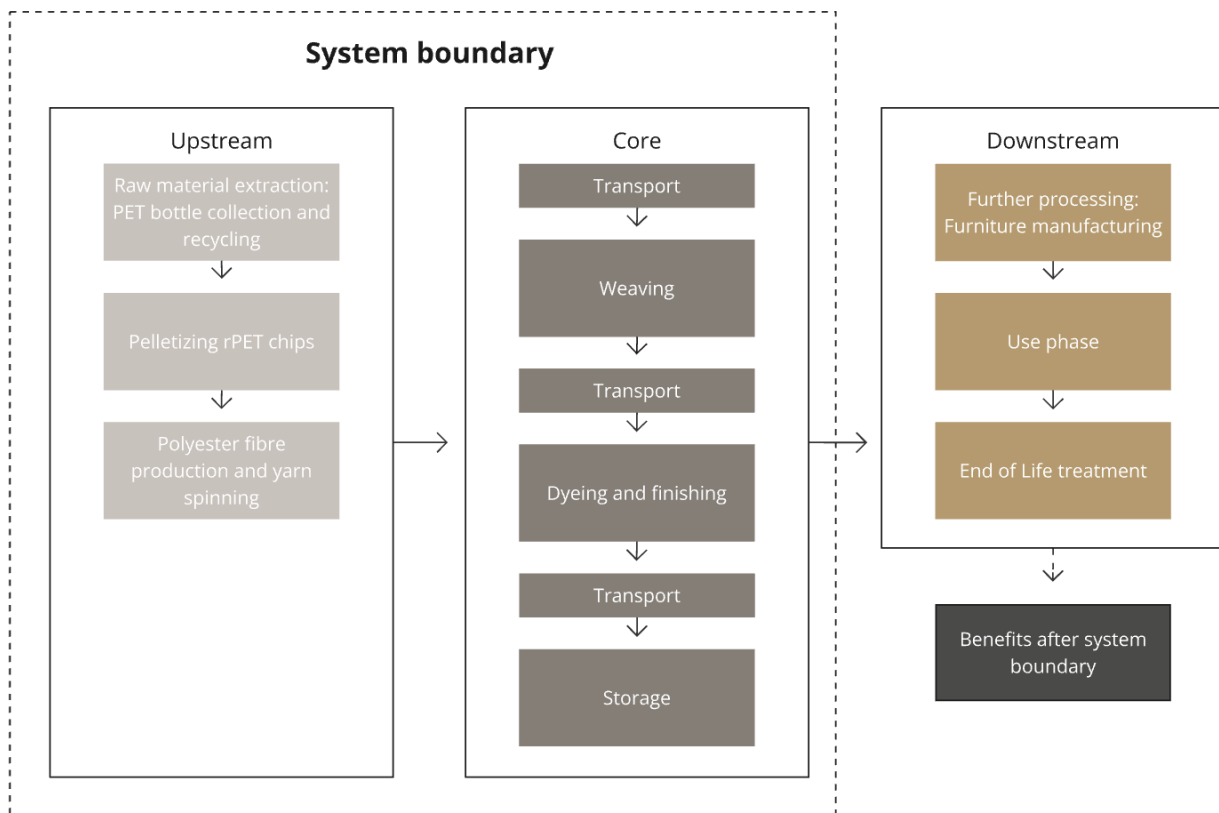 System boundary
Upstream
Raw material extraction:
PET bottle collection and
recycling
Pelletizing rPET chips
Polyester fibre
production and yarn
spinning
Core
Transport
Weaving
Transport
Dyeing and finishing
Transport
Storage
Downstream
Further processing:
Furniture manufacturing
Use phase
End of Life treatment
Benefits after system
boundary